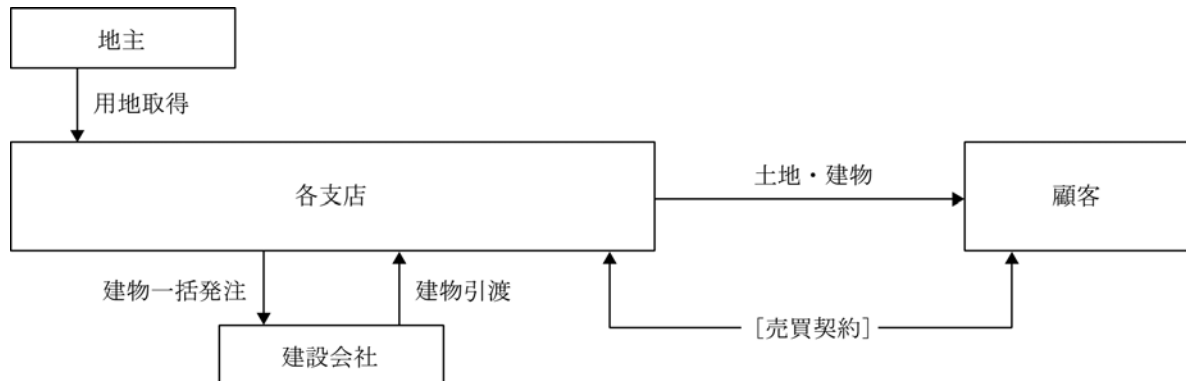 地主
用地取得
各支店
土地・建物
顧客
建物一括発注
建物引渡
[売買契約]
建設会社